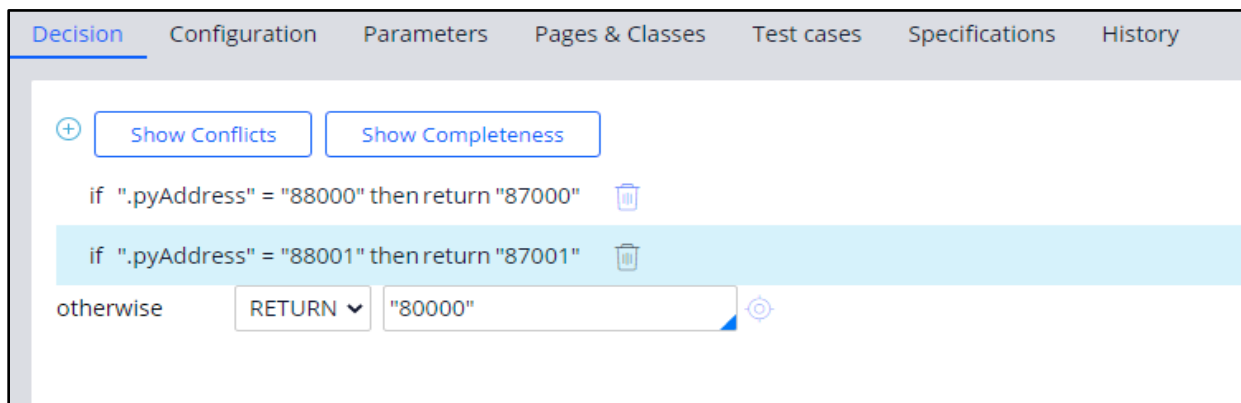 Decision Configuration Parameters Pages & Classes Test cases Specifications History
Show Conflicts Show Completeness
if ".pyAddress" = "88000" then return "87000"
if ".pyAddress" = "88001" then return "87001"
otherwise RETURN "80000"